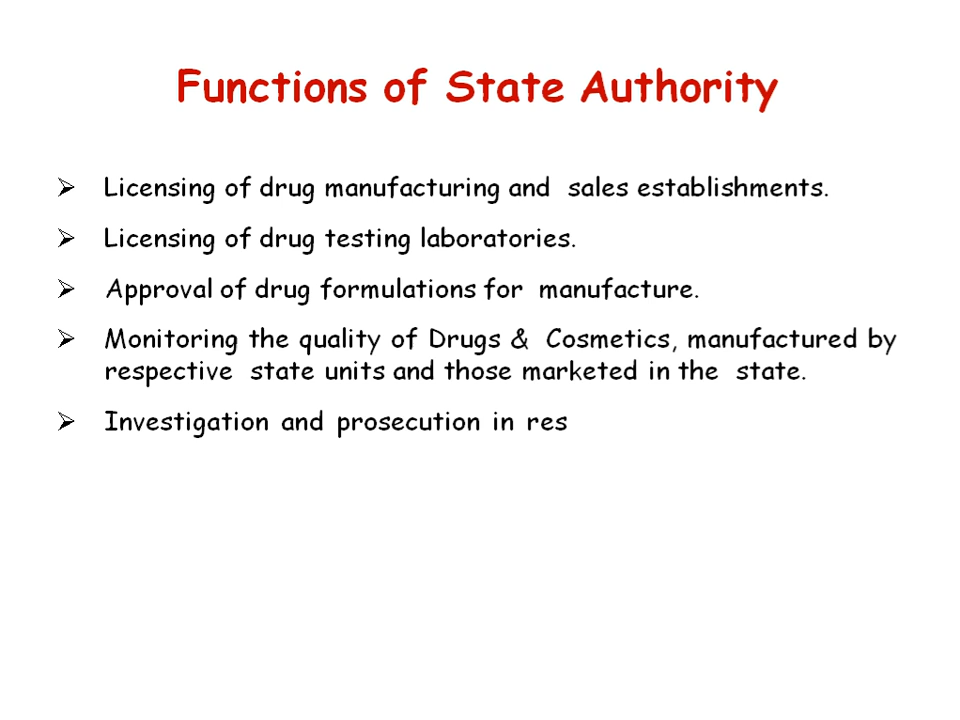 Functions of State Authority
➢ Licensing of drug manufacturing and sales establishments.
➢ Licensing of drug testing laboratories.
➢ Approval of drug formulations for manufacture.
➢ Monitoring the quality of Drugs & Cosmetics, manufactured by
respective state units and those marketed in the state.
➢ Investigation and prosecution in res